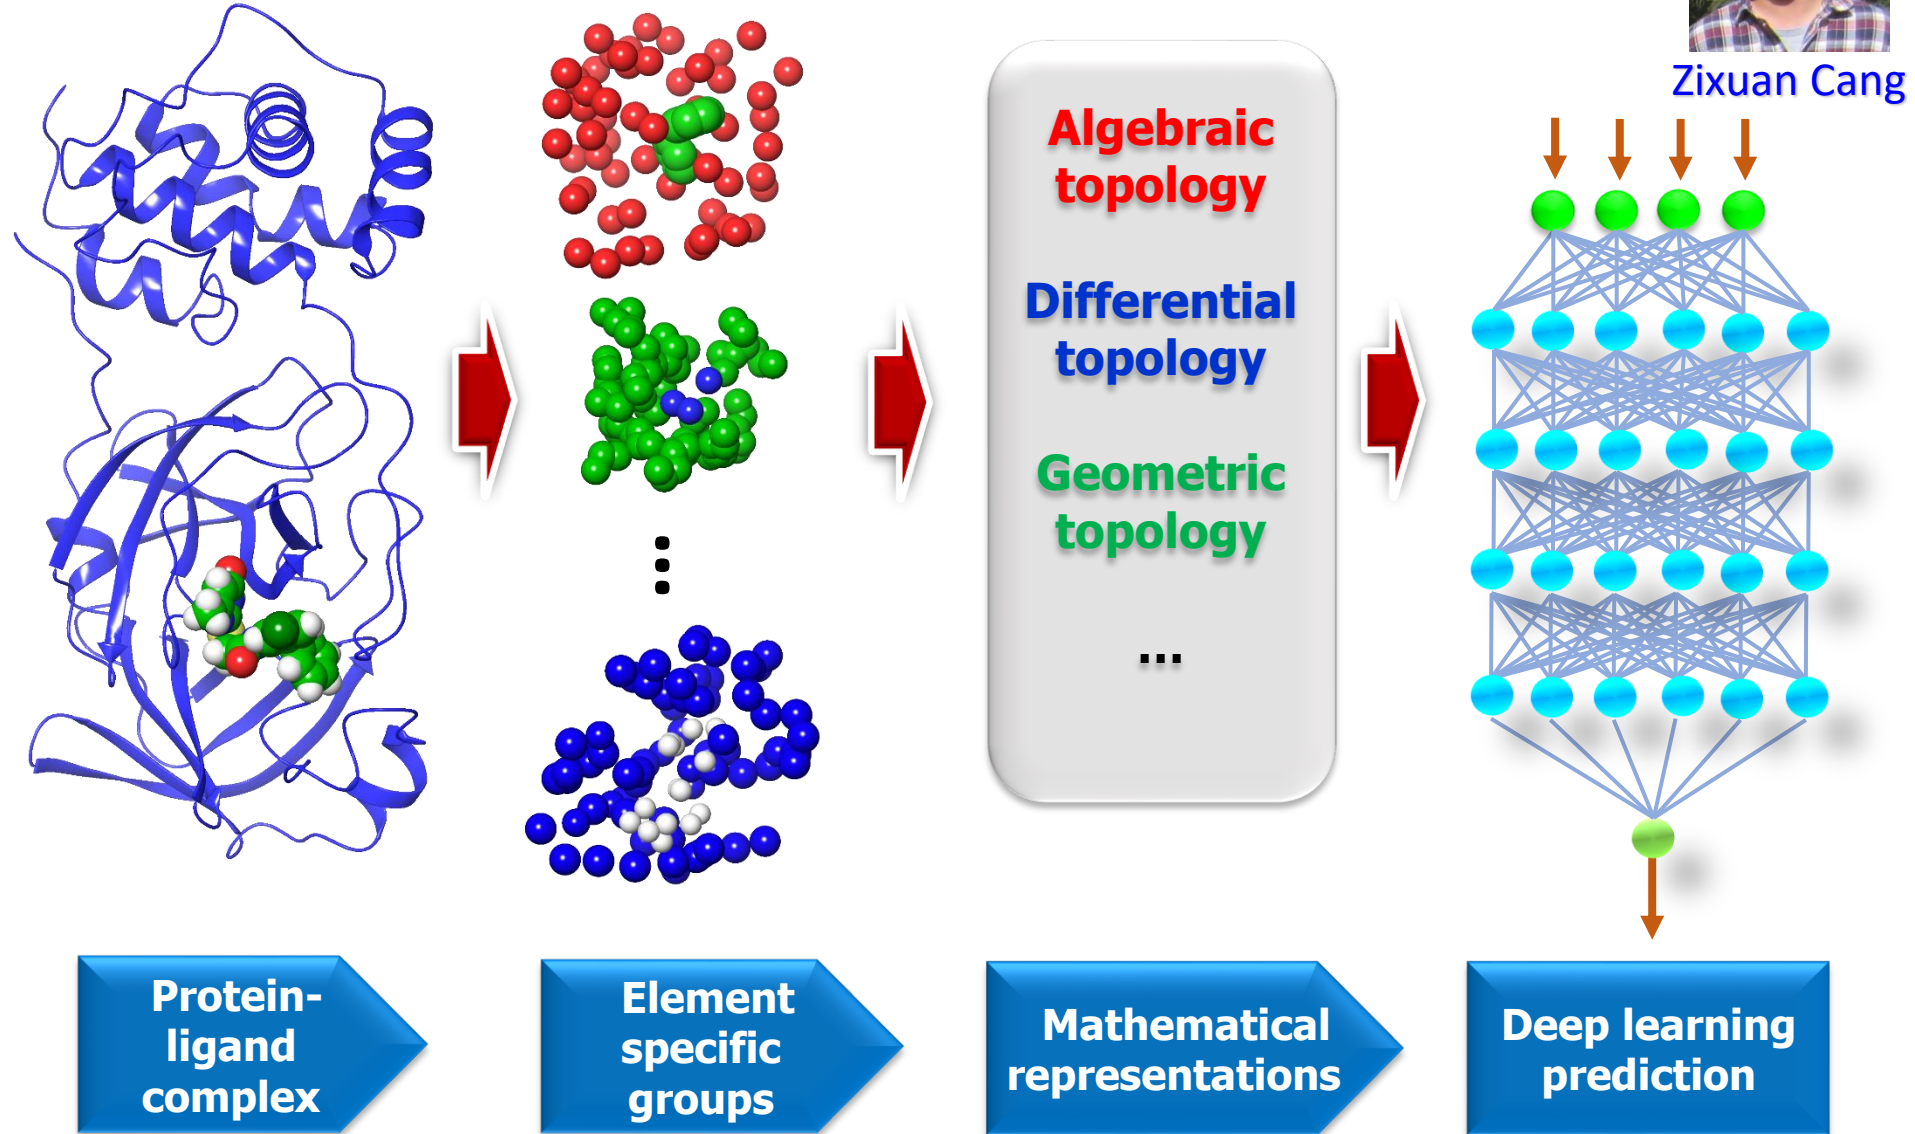 Zixuan Cang
Algebraic
topology
Differential
topology
Geometric
topology
...
Protein-
ligand
complex
Element
specific
groups
Mathematical
representations
Deep learning
prediction